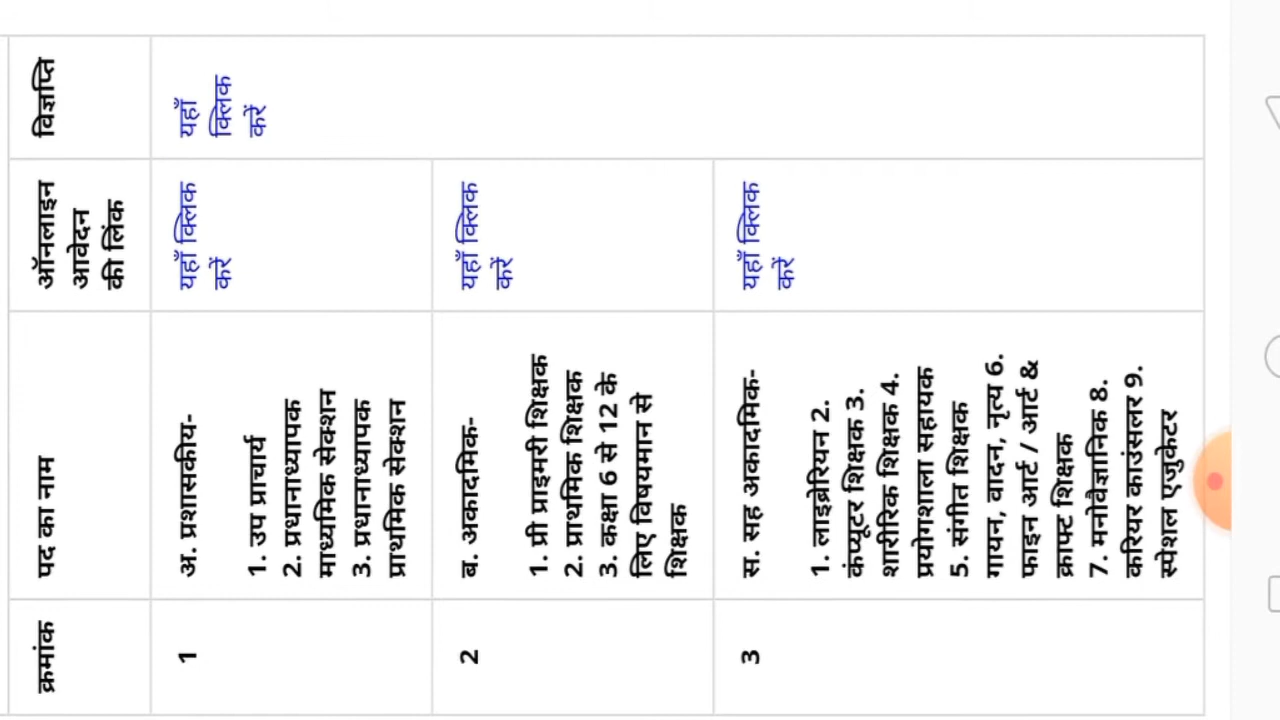 क्रमांक
पद का नाम
ऑनलाइन
आवेदन
की लिंक
विज्ञप्ति
1
अ. प्रशासकीय-
1. उप प्राचार्य
2. प्रधानाध्यापक
माध्यमिक सेक्शन
3. प्रधानाध्यापक
प्राथमिक सेक्शन
यहाँ क्लिक
करें
यहाँ
क्लिक
करें
2
ब. अकादमिक-
1. प्री प्राइमरी शिक्षक
2. प्राथमिक शिक्षक
3. कक्षा 6 से 12 के
लिए विषयमान से
शिक्षक
यहाँ क्लिक
करें
3
स. सह अकादमिक-
1. लाइब्रेरियन 2.
कंप्यूटर शिक्षक 3.
शारीरिक शिक्षक 4.
प्रयोगशाला सहायक
5. संगीत शिक्षक
गायन, वादन, नृत्य 6.
फाइन आर्ट / आर्ट &
क्राफ्ट शिक्षक
7. मनोवैज्ञानिक 8.
करियर काउंसलर 9.
स्पेशल एजुकेटर
यहाँ क्लिक
करें